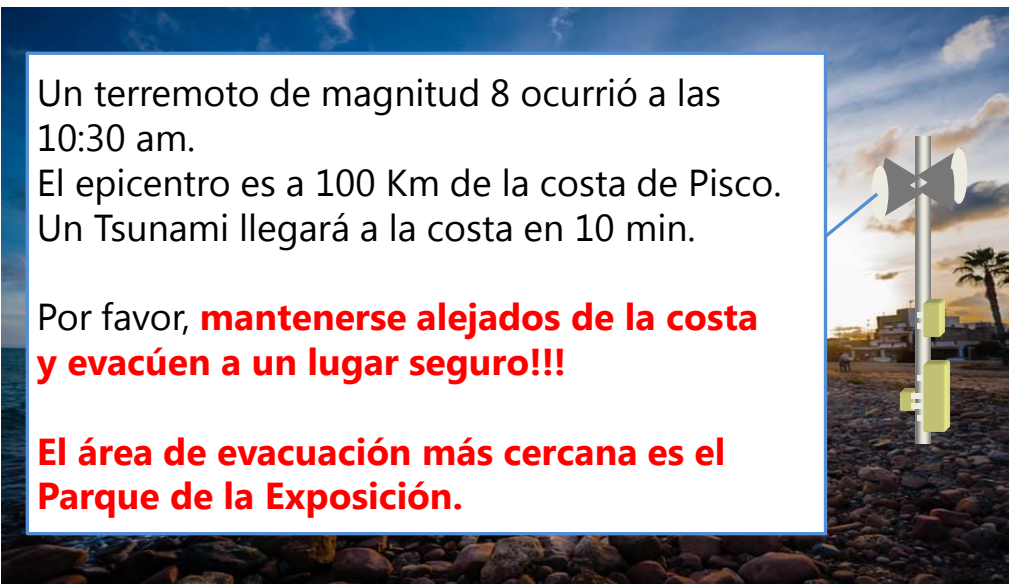 Un terremoto de magnitud 8 ocurrió a las
10:30 am.
El epicentro es a 100 Km de la costa de Pisco.
Un Tsunami llegará a la costa en 10 min.
Por favor, mantenerse alejados de la costa
y evacúen a un lugar seguro!!!
El área de evacuación más cercana es el
Parque de la Exposición.